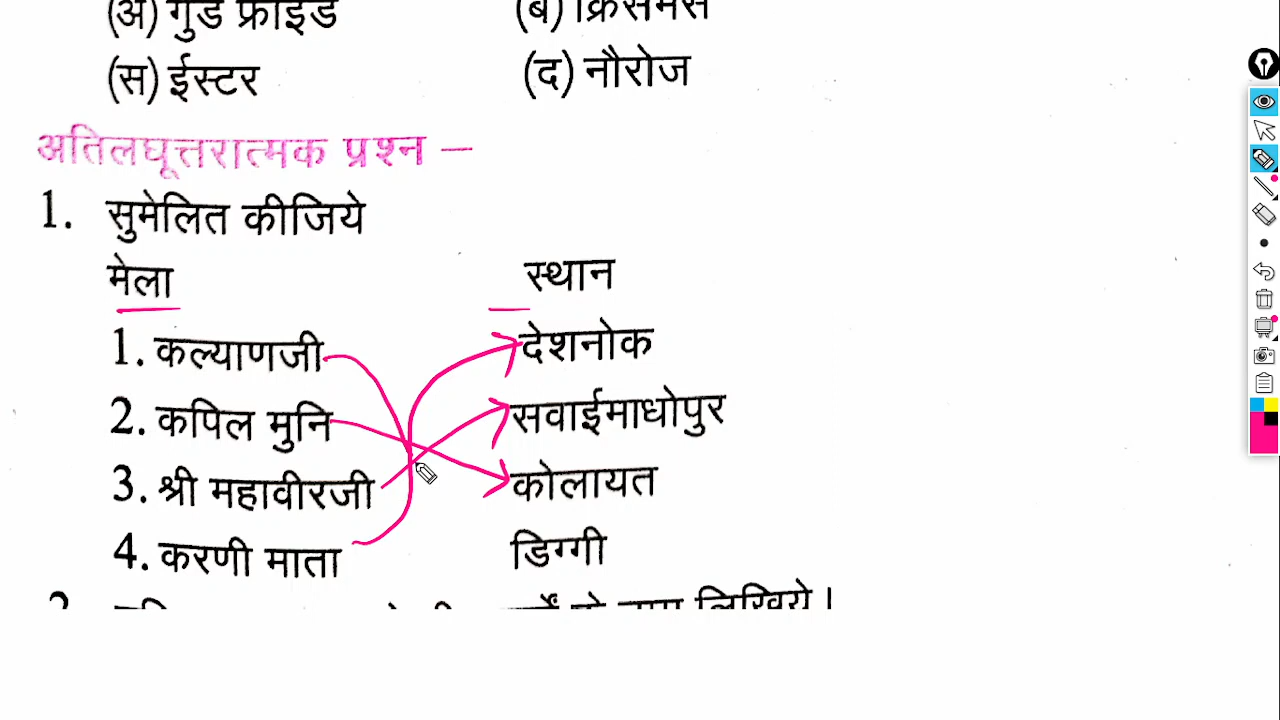 (अ) गुड फ्राइडे (ब) क्रिसमस
(स) ईस्टर (द) नौरोज
अतिलघूत्तरात्मक प्रश्न –
1. सुमेलित कीजिये
मेला स्थान
1. कल्याणजी देशनोक
2. कपिल मुनि सवाईमाधोपुर
3. श्री महावीरजी कोलायत
4. करणी माता डिग्गी
लिखिये।